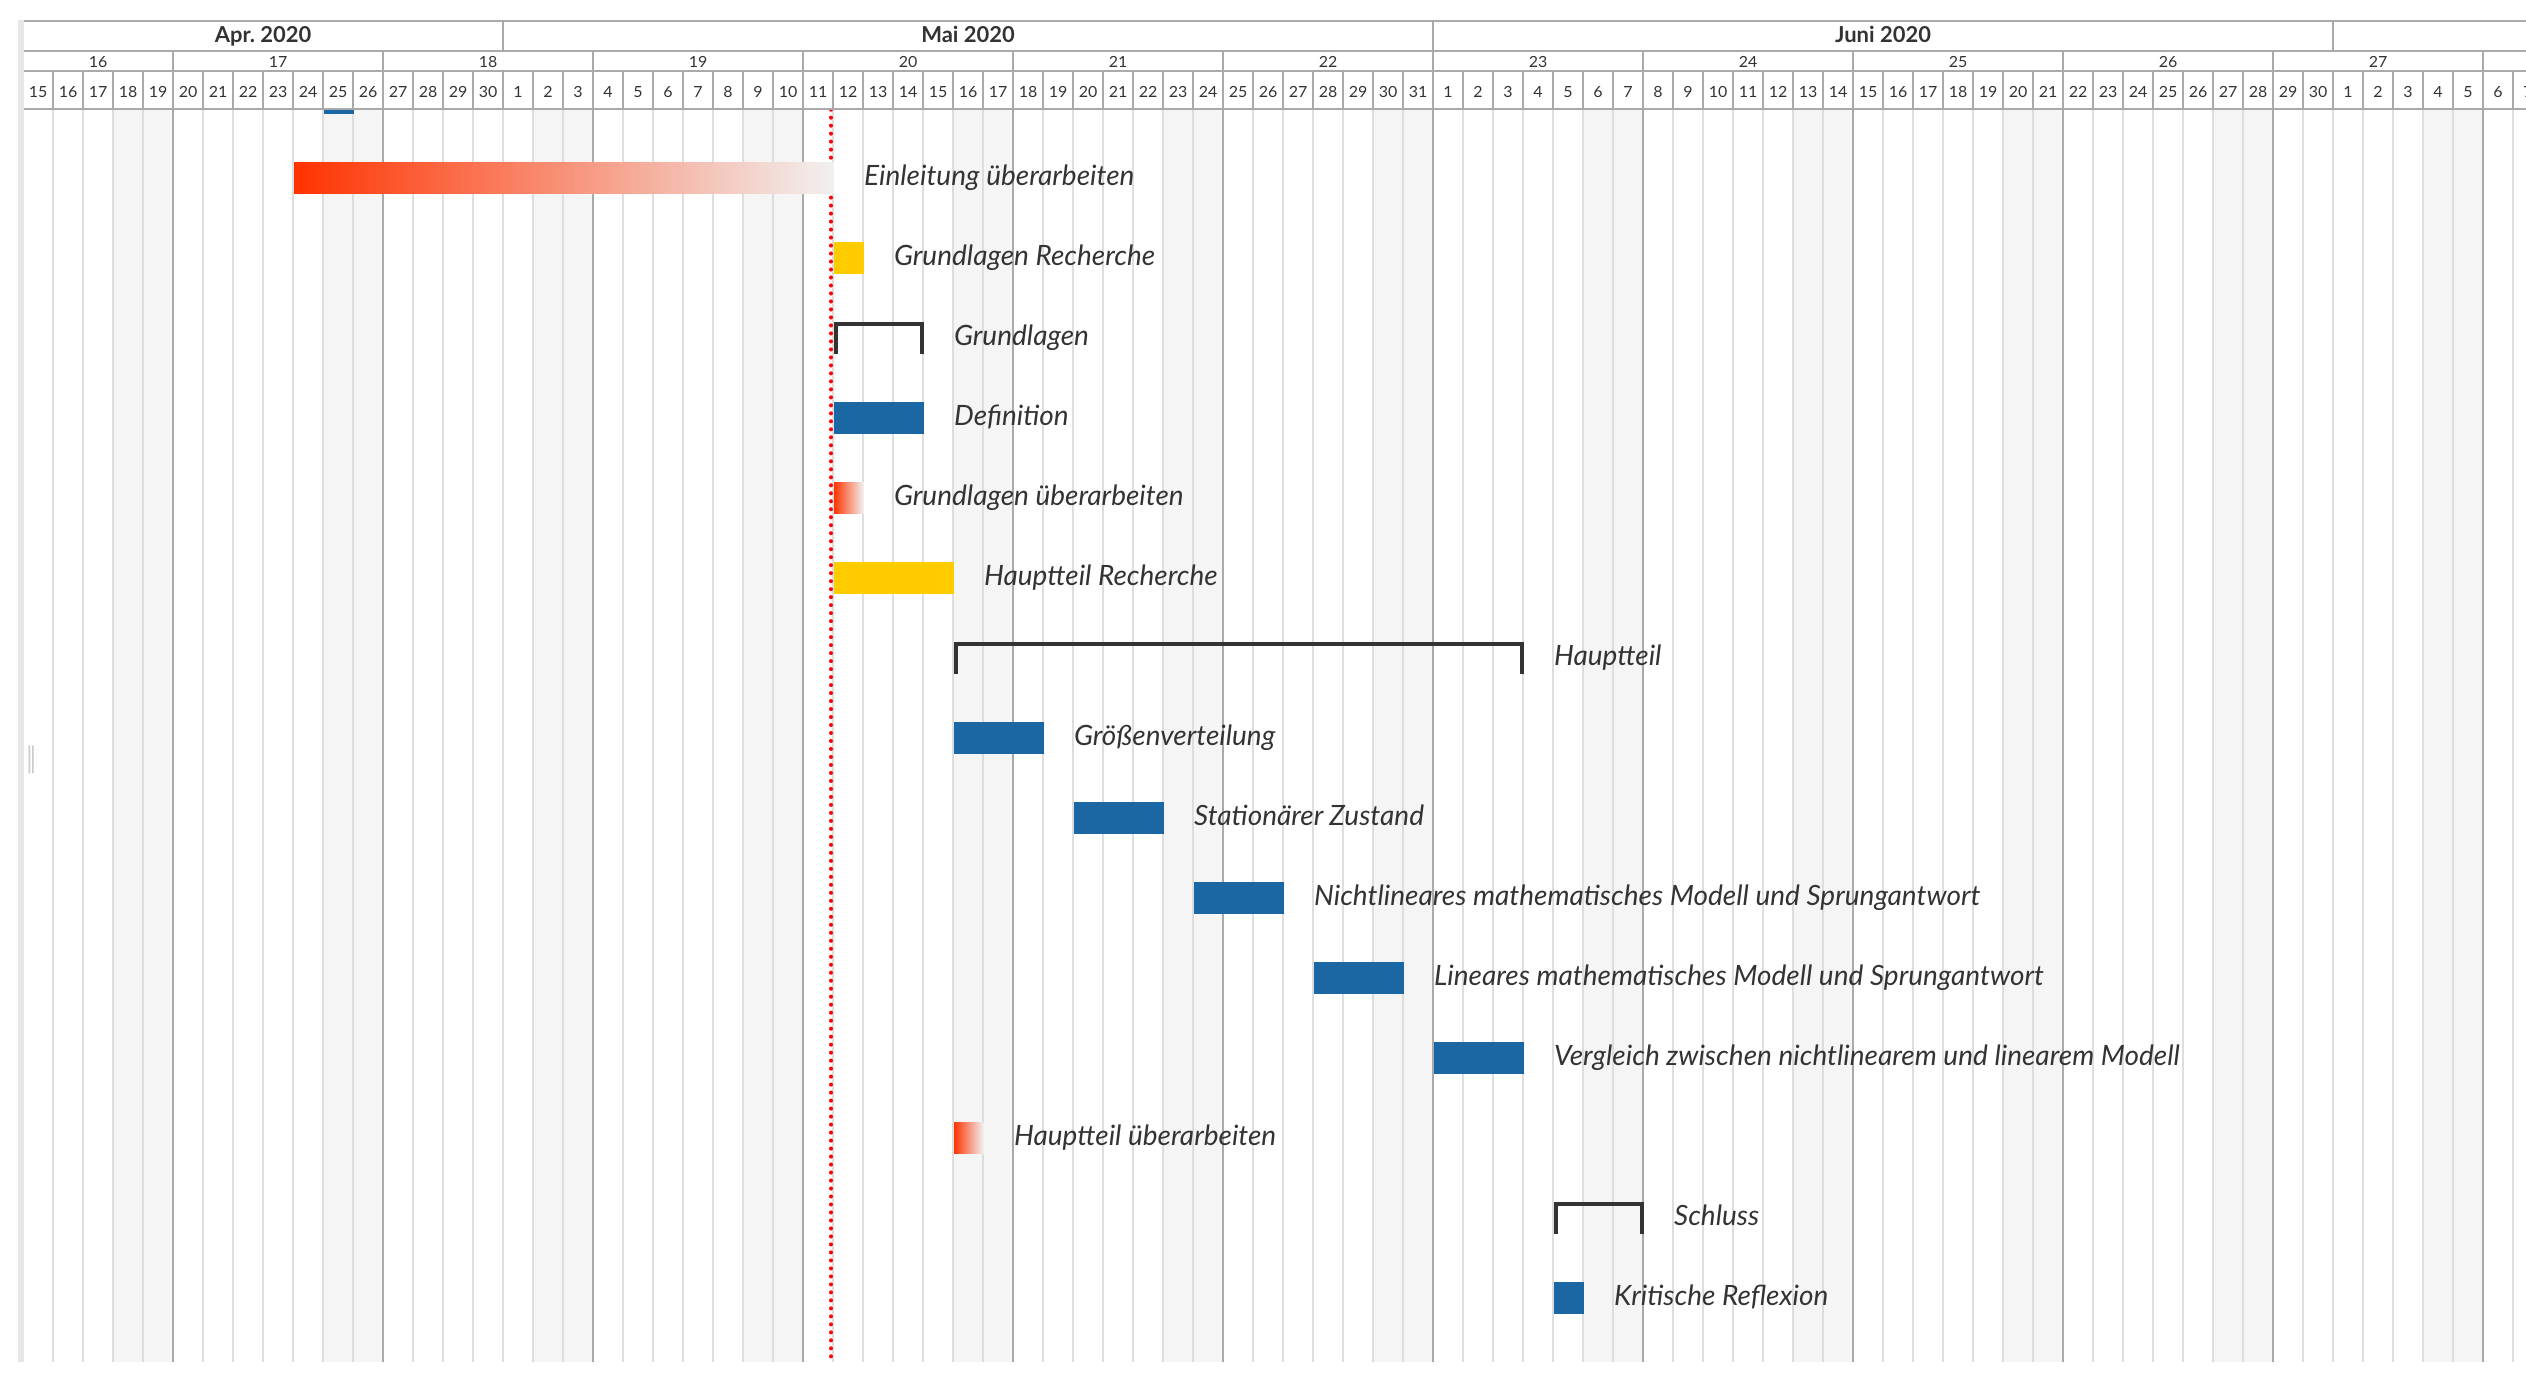 Apr. 2020 Mai 2020 Juni 2020
16 17 18 19 20 21 22 23 24 25 26 27
15 16 17 18 19 20 21 22 23 24 25 26 27 28 29 30 1 2 3 4 5 6 7 8 9 10 11 12 13 14 15 16 17 18 19 20 21 22 23 24 25 26 27 28 29 30 31 1 2 3 4 5 6 7 8 9 10 11 12 13 14 15 16 17 18 19 20 21 22 23 24 25 26 27 28 29 30 1 2 3 4 5 6
Einleitung überarbeiten
Grundlagen Recherche
Grundlagen
Definition
Grundlagen überarbeiten
Hauptteil Recherche
Hauptteil
Größenverteilung
Stationärer Zustand
Nichtlineares mathematisches Modell und Sprungantwort
Lineares mathematisches Modell und Sprungantwort
Vergleich zwischen nichtlinearem und linearem Modell
Hauptteil überarbeiten
Schluss
Kritische Reflexion